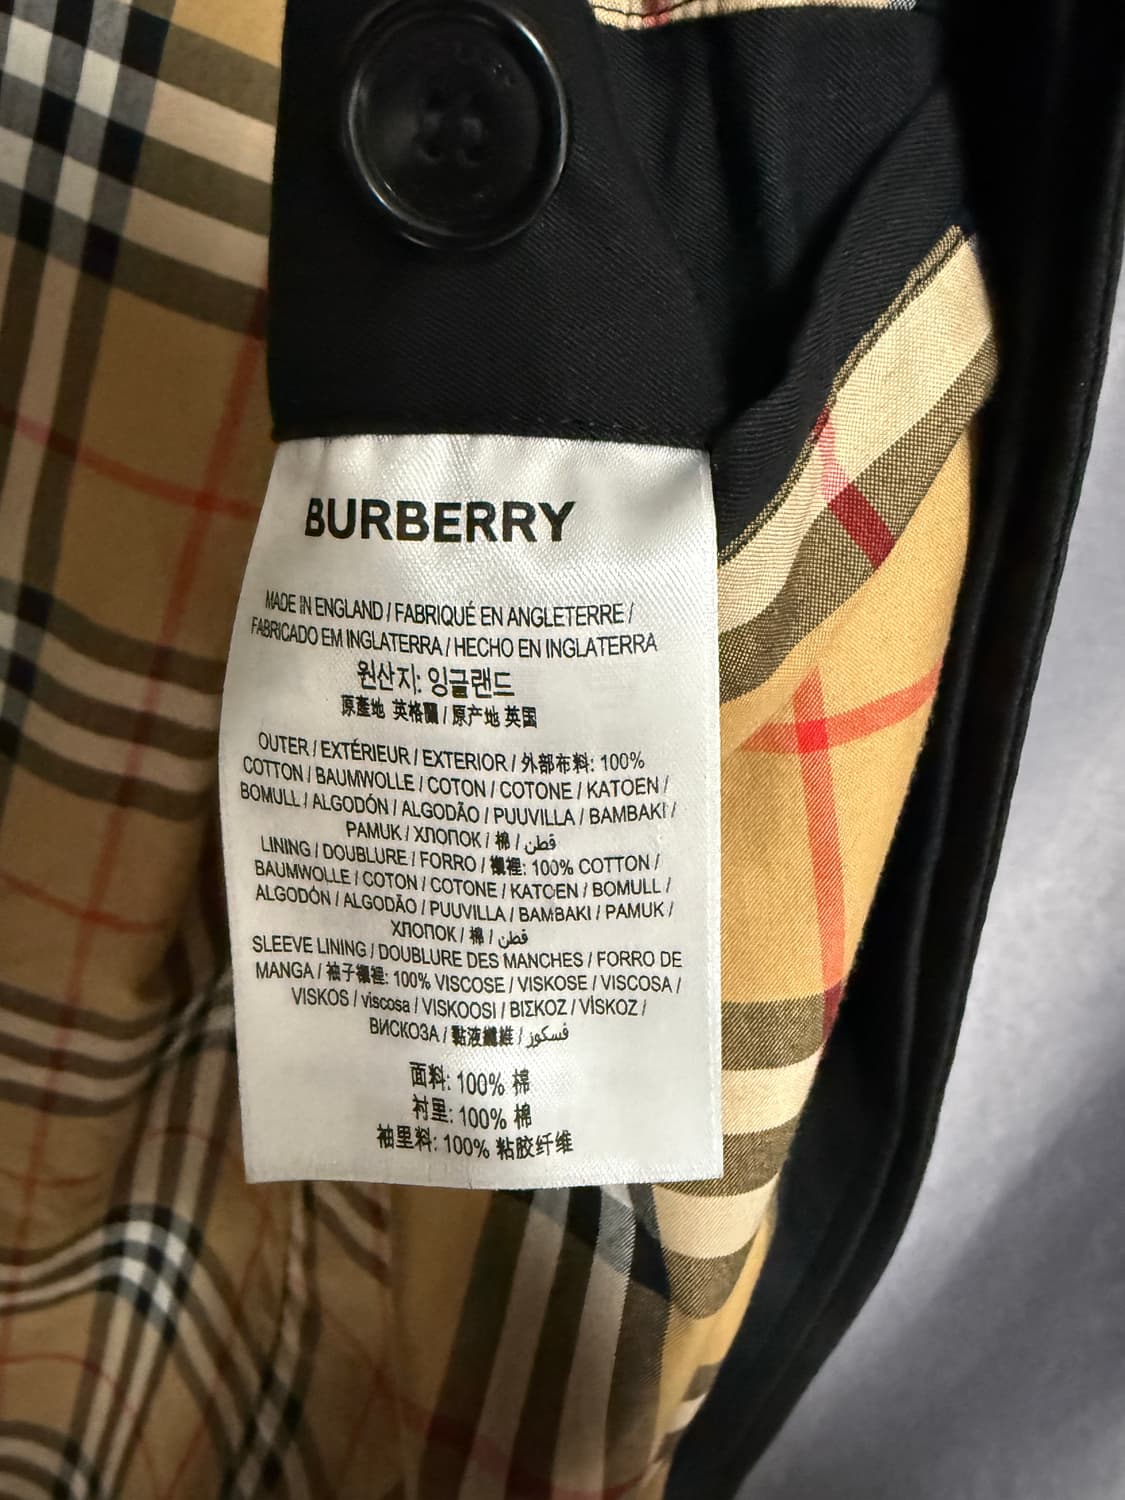 BURBERRY
MADE IN ENGLAND / FABRIQUÉ EN ANGLETERRE /
FABRICADO EM INGLATERRA / HECHO EN INGLATERRA
원산지: 잉글랜드
原產地 英格蘭 / 原产地 英国
OUTER / EXTÉRIEUR / EXTERIOR / 外部布料: 100%
COTTON / BAUMWOLLE / COTON / COTONE / KATOEN /
BOMULL / ALGODÓN / ALGODÃO / PUUVILLA / BAMBAKI /
PAMUK / ХЛОПОК / 棉 / قطن
LINING / DOUBLURE / FORRO / 襯裡: 100% COTTON /
BAUMWOLLE / COTON / COTONE / KATOEN / BOMULL /
ALGODÓN / ALGODÃO / PUUVILLA / BAMBAKI / PAMUK /
ХЛОПОК / 棉 / قطن
SLEEVE LINING / DOUBLURE DES MANCHES / FORRO DE
MANGA / 袖子襯裡: 100% VISCOSE / VISKOSE / VISCOSA /
VISKOS / viscosa / VISKOOSI / ΒΙΣΚΟΖ / VİSKOZ /
ВИСКОЗА / 黏液纖維 / فسكوز
面料: 100% 棉
衬里: 100% 棉
袖里料: 100% 粘胶纤维